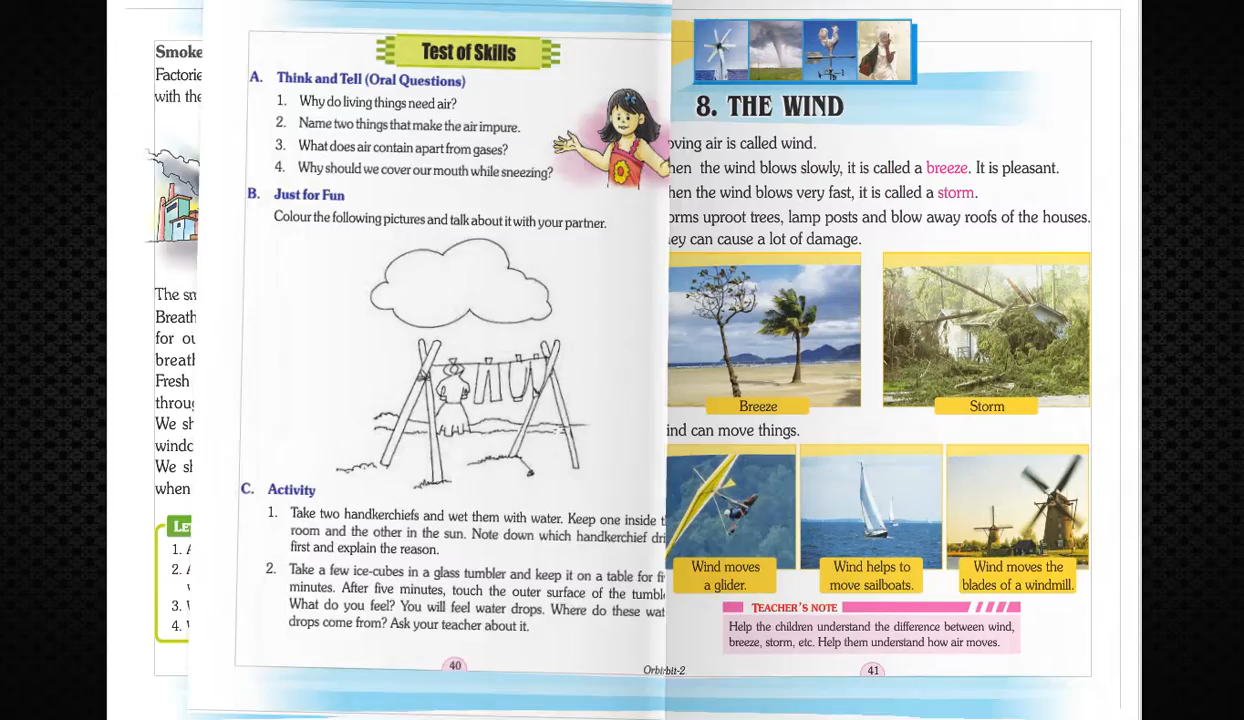 Smoke
Factorie
with the
The sm
Breath
for ou
breath
Fresh
throug
We sh
windo
We sh
when
LET
1. A
2. A
3.
4.
Test of Skills
A. Think and Tell (Oral Questions)
1. Why do living things need air?
2. Name two things that make the air impure.
3. What does air contain apart from gases?
4. Why should we cover our mouth while sneezing?
B. Just for Fun
Colour the following pictures and talk about it with your partner.
C. Activity
1. Take two handkerchiefs and wet them with water. Keep one inside t
room and the other in the sun. Note down which handkerchief dri
first and explain the reason.
2. Take a few ice-cubes in a glass tumbler and keep it on a table for fi
minutes. After five minutes, touch the outer surface of the tumble
What do you feel? You will feel water drops. Where do these wat
drops come from? Ask your teacher about it.
40
8. THE WIND
oving air is called wind.
hen the wind blows slowly, it is called a breeze. It is pleasant.
hen the wind blows very fast, it is called a storm.
orms uproot trees, lamp posts and blow away roofs of the houses.
ey can cause a lot of damage.
Breeze
Storm
ind can move things.
Wind moves
a glider.
Wind helps to
move sailboats.
Wind moves the
blades of a windmill.
TEACHER'S NOTE
Help the children understand the difference between wind,
breeze, storm, etc. Help them understand how air moves.
41